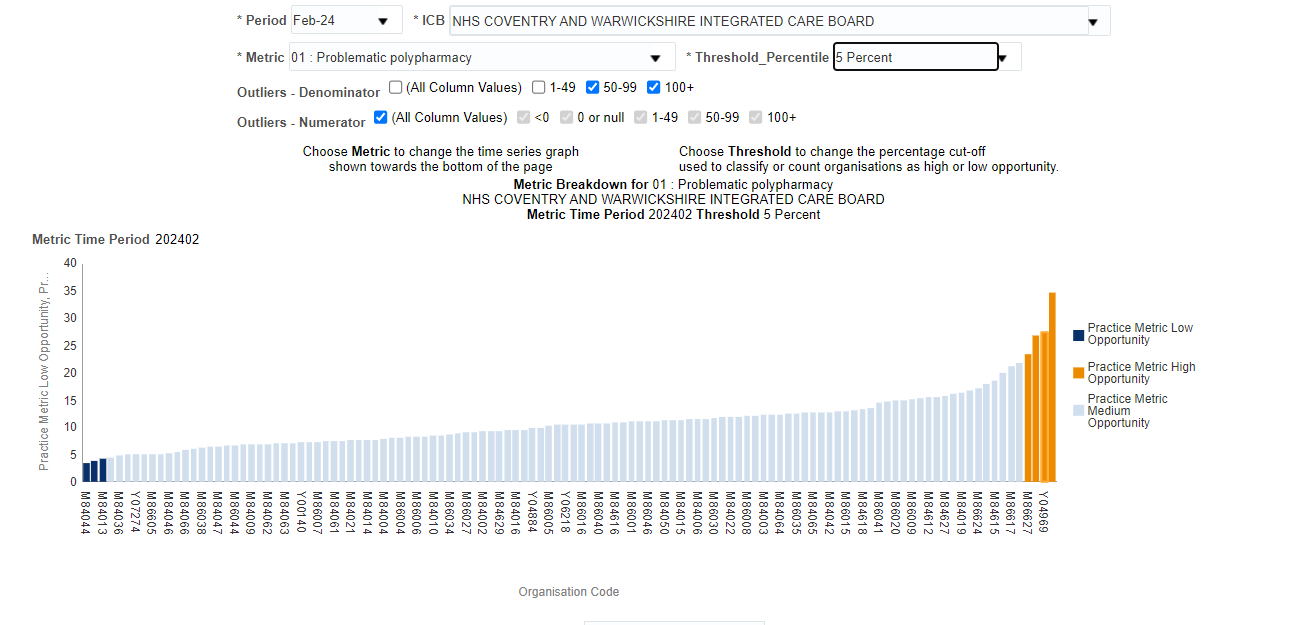 * Period Feb-24 * ICB NHS COVENTRY AND WARWICKSHIRE INTEGRATED CARE BOARD
* Metric 01 : Problematic polypharmacy * Threshold_Percentile 5 Percent
Outliers - Denominator (All Column Values) 1-49 50-99 100+
Outliers - Numerator (All Column Values) <0 0 or null 1-49 50-99 100+
Choose Metric to change the time series graph
shown towards the bottom of the page
Choose Threshold to change the percentage cut-off
used to classify or count organisations as high or low opportunity.
Metric Breakdown for 01 : Problematic polypharmacy
NHS COVENTRY AND WARWICKSHIRE INTEGRATED CARE BOARD
Metric Time Period 202402 Threshold 5 Percent
Metric Time Period 202402
Practice Metric Low Opportunity, Pr...
40
35
30
25
20
15
10
5
0
Practice Metric Low
Opportunity
Practice Metric High
Opportunity
Practice Metric
Medium
Opportunity
M84044
M84013
M84036
Y07274
M86605
M84046
M84066
M86038
M84047
M86044
M84009
M84062
M84063
Y00140
M86007
M84061
M84021
M84014
M84004
M86004
M86006
M84010
M86034
M86027
M84002
M84629
M84016
Y04884
M86005
Y06218
M86016
M86040
M84616
M86001
M86046
M84050
M84015
M84006
M86030
M84022
M86008
M84003
M84064
M86035
M84065
M84042
M86015
M84618
M86041
M86020
M86009
M84612
M84627
M84019
M86624
M84615
M86617
M86627
Y04969
Organisation Code